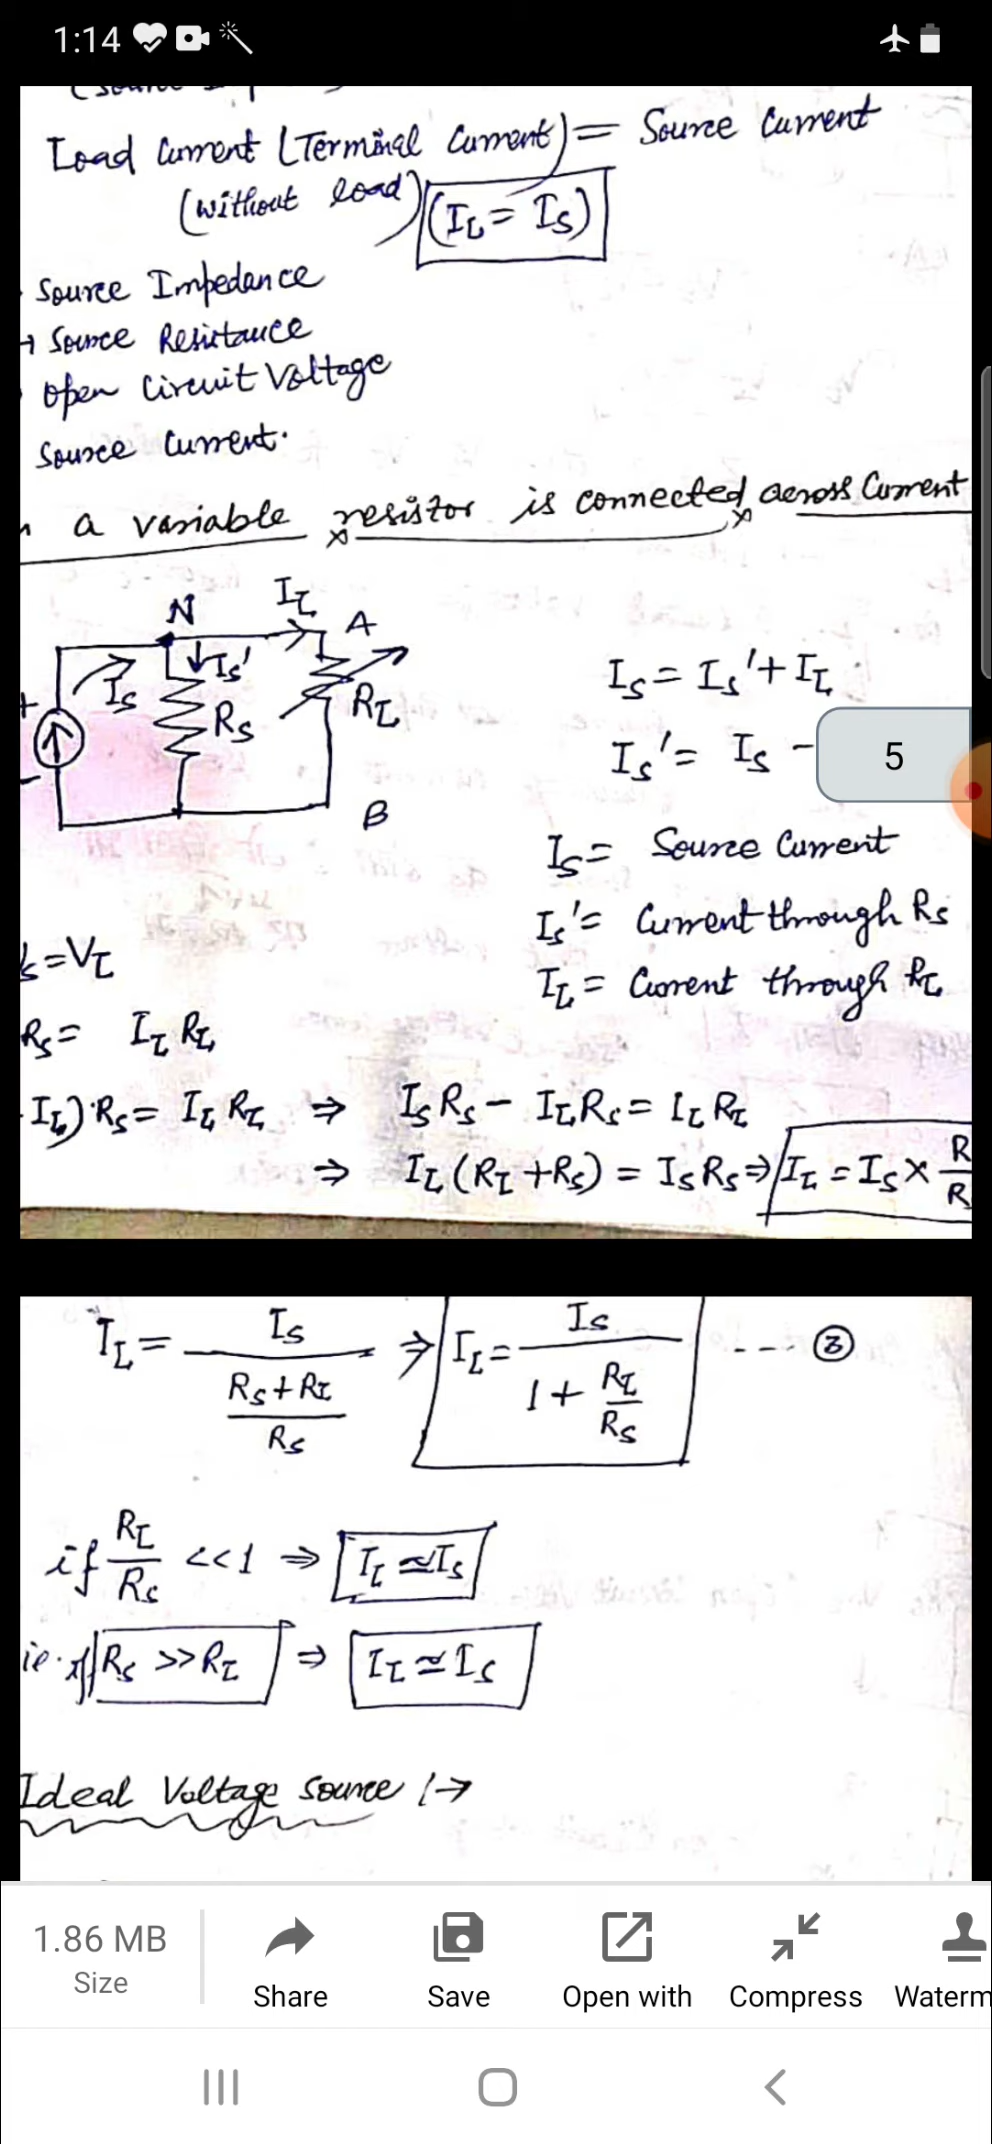 1:14
Load Current (Terminal Current) = Source Current
(without load) (IL = IS)
Source Impedance
→ Source Resistance
Open Circuit Voltage
Source Current.
a variable resistor is connected across Current
N IL A
IS IS' RS RL
+
-
B
IS = IS' + IL
IS' = IS -
5
IS = Source Current
IS' = Current through RS
IL = Current through RL
S = VL
RS = IL RL
IL)·RS = IL RL ⇒ IS RS - IL RS = IL RL
⇒ IL (RL + RS) = IS RS ⇒ IL = IS × R/R
IL = IS / ((RS + RL) / RS) ⇒ IL = IS / (1 + RL/RS) ---- ③
if RL/RS << 1 ⇒ IL ≃ IS
ie. if RS >> RL ⇒ IL ≃ IS
Ideal Voltage Source :→
1.86 MB
Size
Share
Save
Open with
Compress
Waterm